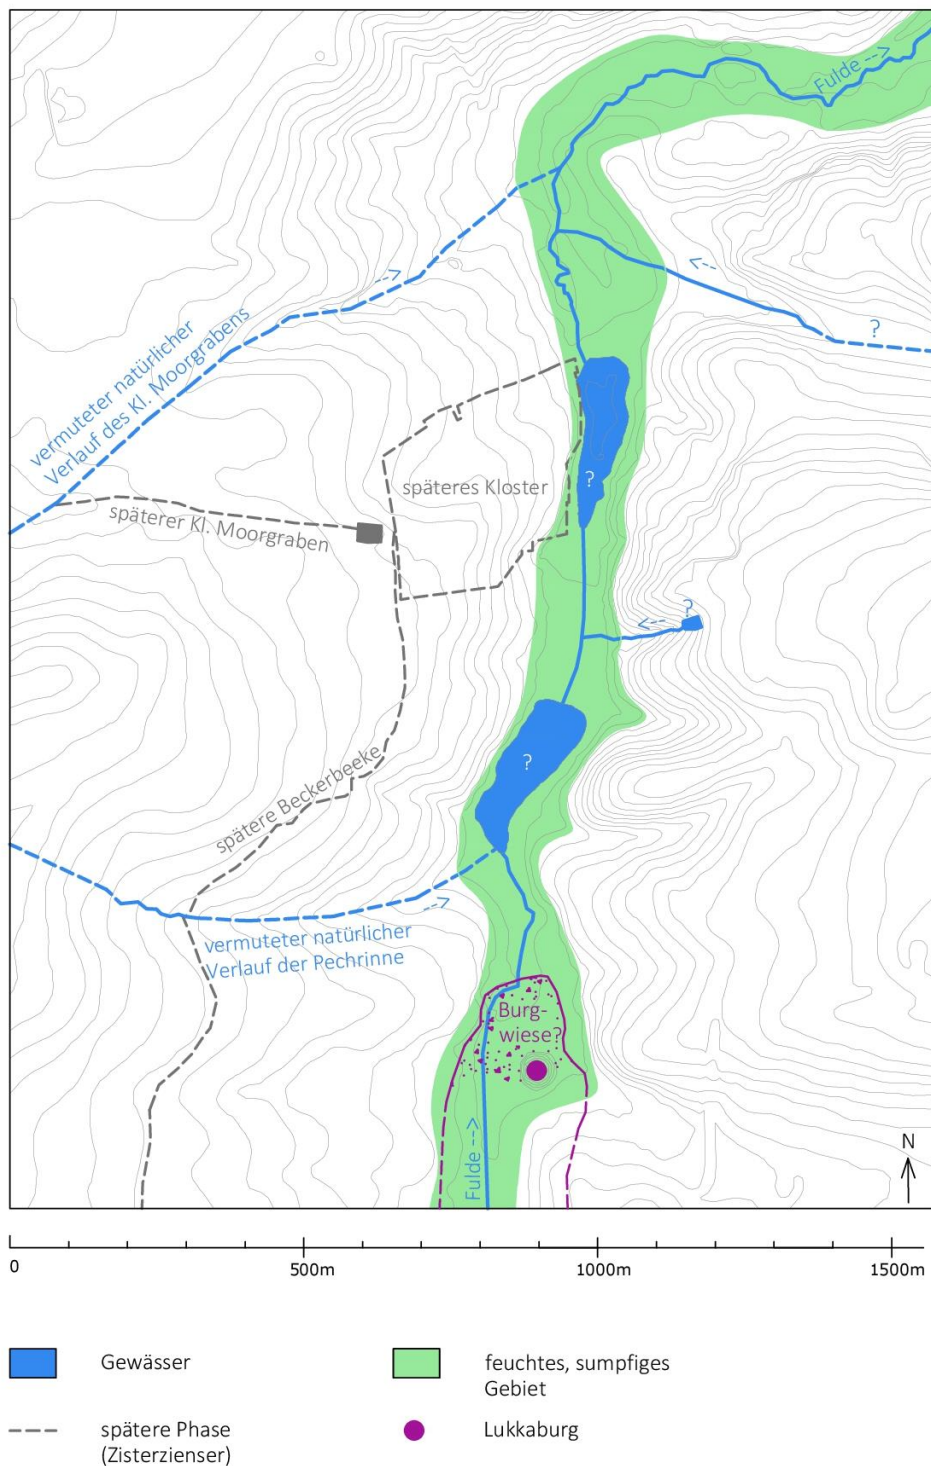 Fulde -->
<--
?
-->
vermuteter natürlicher
Verlauf des Kl. Moorgrabens
späteres Kloster
?
späterer Kl. Moorgraben
?
<--
?
spätere Beckerbeeke
-->
vermuteter natürlicher
Verlauf der Pechrinne
Burg-
wiese?
Fulde -->
N
0
500m
1000m
1500m
Gewässer
feuchtes, sumpfiges
Gebiet
spätere Phase
(Zisterzienser)
Lukkaburg